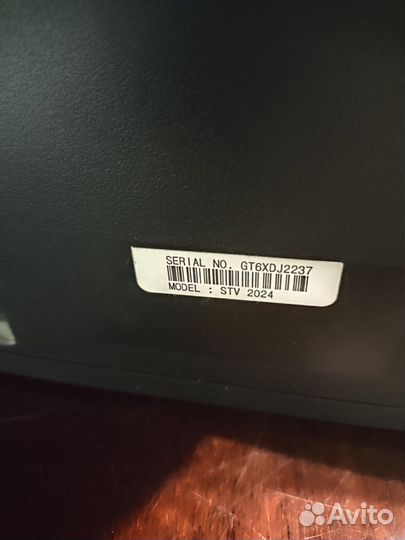 SERIAL NO. GT6XDJ2237
MODEL : STV 2024
Avito